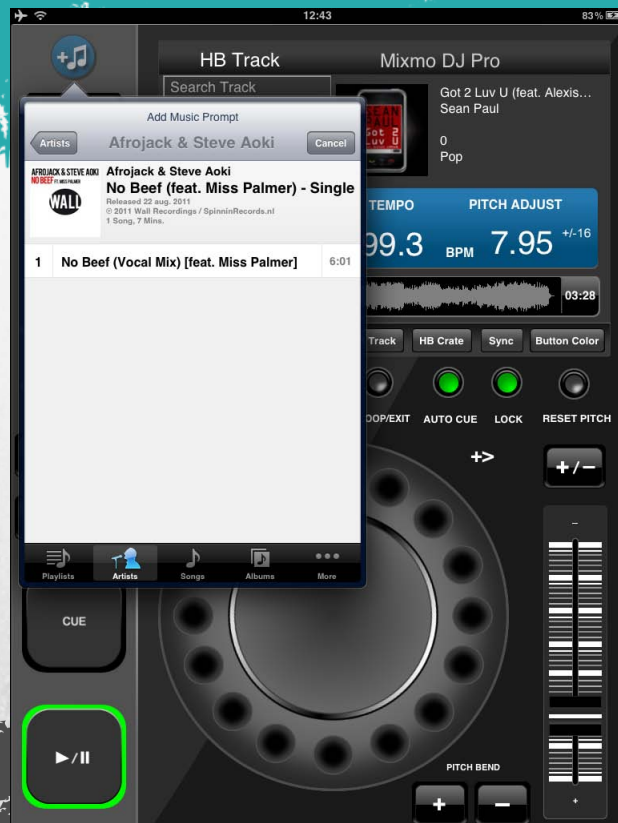 12:43
83%
HB Track
Mixmo DJ Pro
Search Track
Got 2 Luv U (feat. Alexis...
Sean Paul
0
Pop
SEAN
PAUL
Got 2
Luv U
Add Music Prompt
Artists
Afrojack & Steve Aoki
Cancel
AFROJACK & STEVE AOKI
NO BEEF FT. MISS PALMER
WALL
Afrojack & Steve Aoki
No Beef (feat. Miss Palmer) - Single
Released 22 aug. 2011
℗ 2011 Wall Recordings / SpinninRecords.nl
1 Song, 7 Mins.
1 No Beef (Vocal Mix) [feat. Miss Palmer] 6:01
Playlists
Artists
Songs
Albums
More
TEMPO
PITCH ADJUST
99.3 BPM 7.95 +/-16
03:28
Track
HB Crate
Sync
Button Color
OOP/EXIT
AUTO CUE
LOCK
RESET PITCH
+>
+/−
−
CUE
▶/II
PITCH BEND
+
−
+